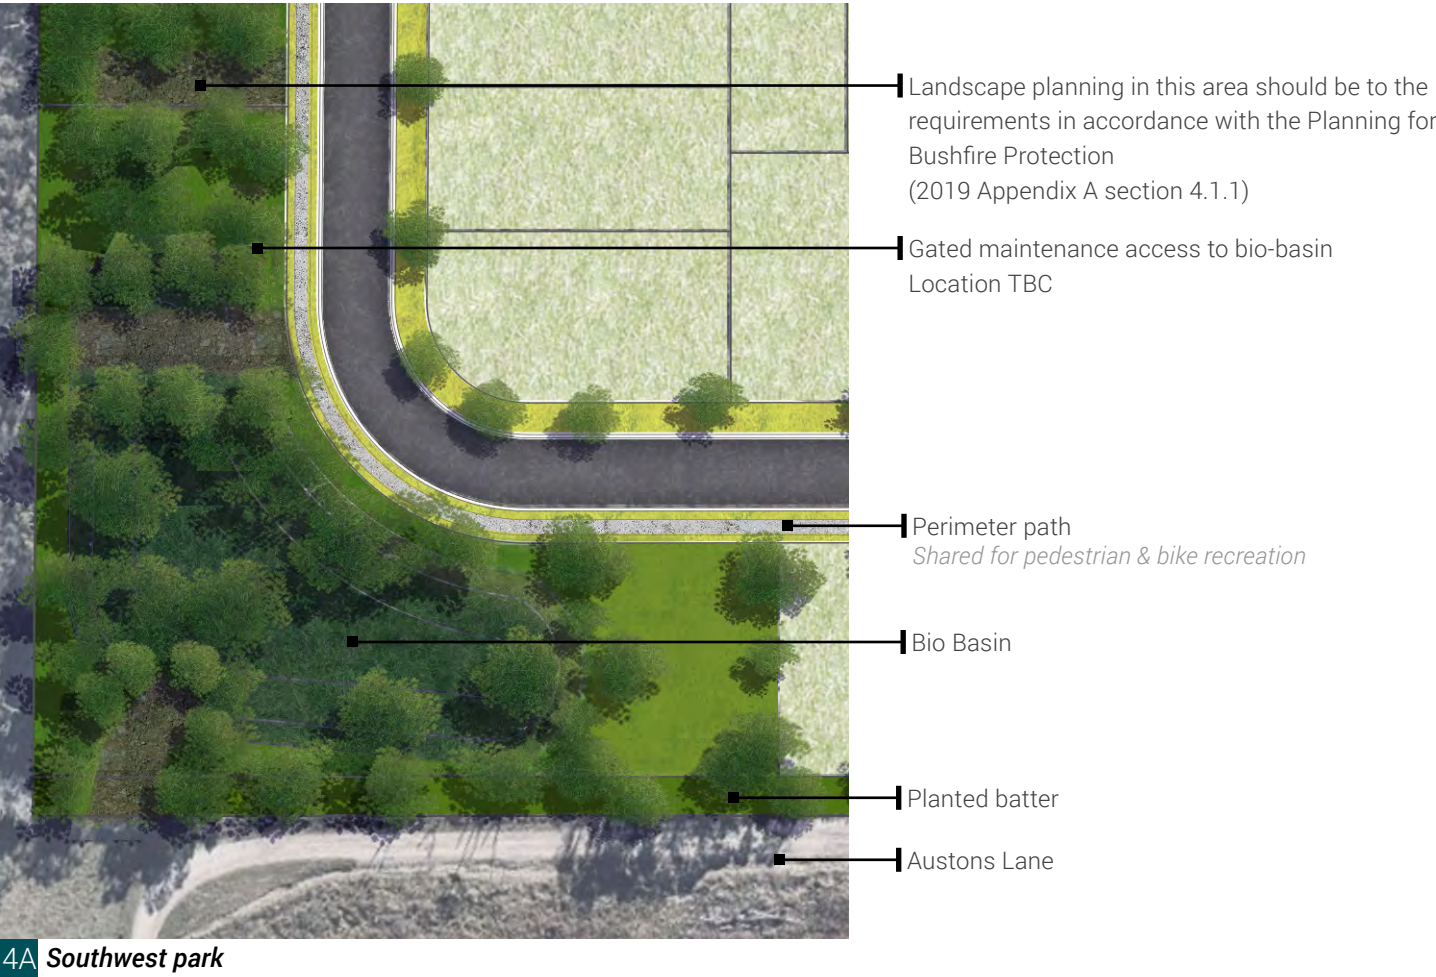 Landscape planning in this area should be to the
requirements in accordance with the Planning for
Bushfire Protection
(2019 Appendix A section 4.1.1)
Gated maintenance access to bio-basin
Location TBC
Perimeter path
Shared for pedestrian & bike recreation
Bio Basin
Planted batter
Austons Lane
4A Southwest park